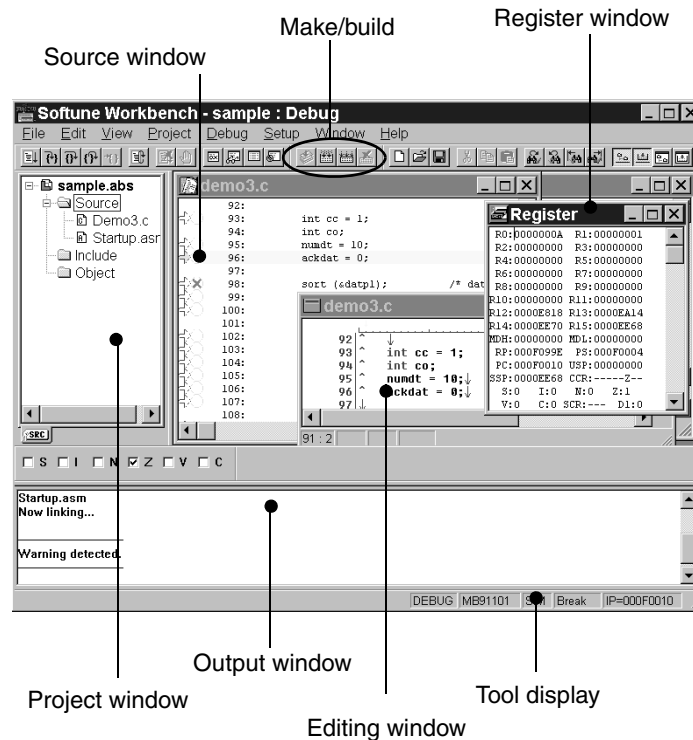 Make/build
Register window
Source window
Softune Workbench - sample : Debug
File Edit View Project Debug Setup Window Help
sample.abs
Source
Demo3.c
Startup.asr
Include
Object
SRC
demo3.c
92:
93: int cc = 1;
94: int co;
95: numdt = 10;
96: ackdat = 0;
97:
98: sort (&datp1); /* dat
99:
100:
101:
102:
103:
104:
105:
106:
107:
108:
demo3.c
92 ^ ↓
93 ^ int cc = 1;
94 ^ int co;
95 ^ numdt = 10;↓
96 ^ ackdat = 0;↓
97 ↓
91 : 2
Register
R0:0000000A R1:00000001
R2:00000000 R3:00000000
R4:00000000 R5:00000000
R6:00000000 R7:00000000
R8:00000000 R9:00000000
R10:00000000 R11:00000000
R12:0000E818 R13:0000EA14
R14:0000EE70 R15:0000EE68
MDH:00000000 MDL:00000000
RP:000F099E PS:000F0004
PC:000F0010 USP:00000000
SSP:0000EE68 CCR:-----Z--
S:0 I:0 N:0 Z:1
V:0 C:0 SCR:--- D1:0
S I N Z V C
Startup.asm
Now linking...
Warning detected.
DEBUG MB91101 Break IP=000F0010
Output window
Project window
Tool display
Editing window